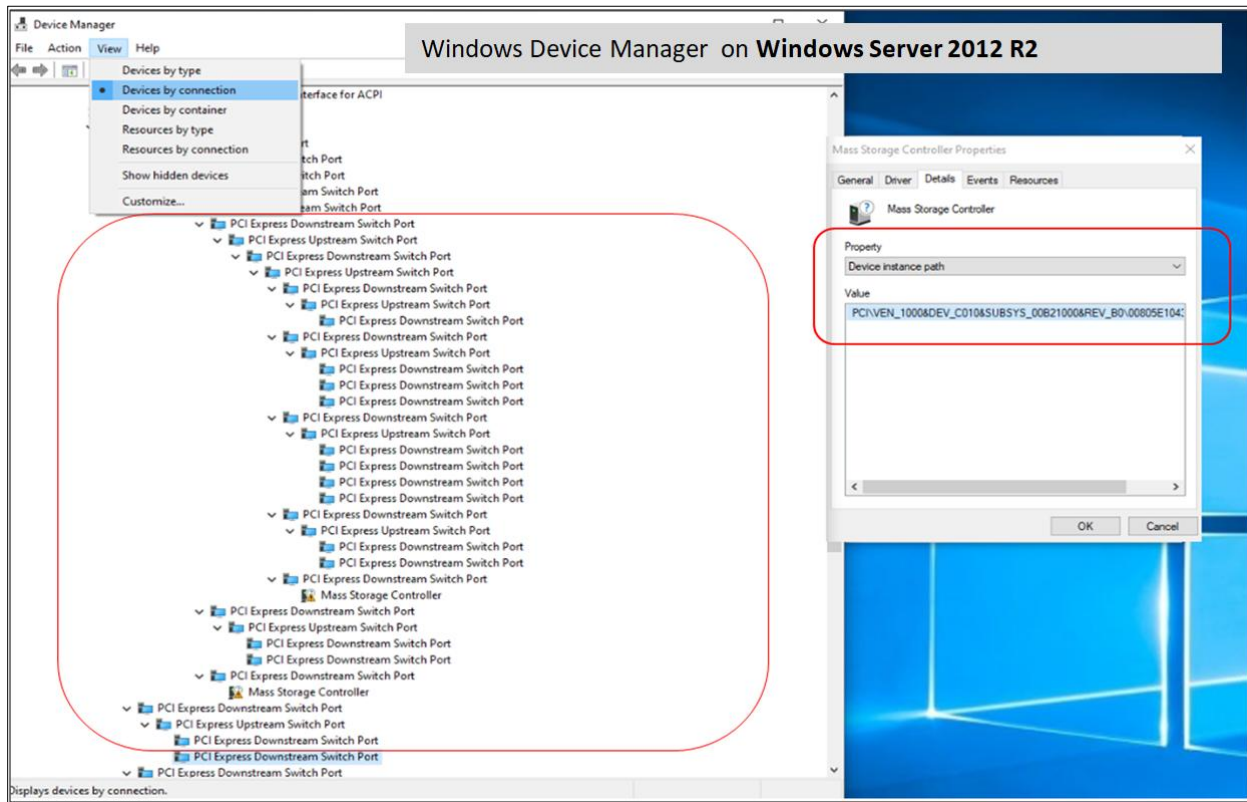 Device Manager
Windows Device Manager on Windows Server 2012 R2
File Action View Help
Devices by type
Devices by connection
Devices by container
Resources by type
Resources by connection
Show hidden devices
Customize...
terface for ACPI
rt
tch Port
itch Port
am Switch Port
eam Switch Port
PCI Express Downstream Switch Port
PCI Express Upstream Switch Port
PCI Express Downstream Switch Port
PCI Express Upstream Switch Port
PCI Express Downstream Switch Port
PCI Express Upstream Switch Port
PCI Express Downstream Switch Port
PCI Express Downstream Switch Port
PCI Express Upstream Switch Port
PCI Express Downstream Switch Port
PCI Express Downstream Switch Port
PCI Express Downstream Switch Port
PCI Express Downstream Switch Port
PCI Express Upstream Switch Port
PCI Express Downstream Switch Port
PCI Express Downstream Switch Port
PCI Express Downstream Switch Port
PCI Express Downstream Switch Port
PCI Express Downstream Switch Port
PCI Express Upstream Switch Port
PCI Express Downstream Switch Port
PCI Express Downstream Switch Port
PCI Express Downstream Switch Port
Mass Storage Controller
PCI Express Downstream Switch Port
PCI Express Upstream Switch Port
PCI Express Downstream Switch Port
PCI Express Downstream Switch Port
PCI Express Downstream Switch Port
Mass Storage Controller
PCI Express Downstream Switch Port
PCI Express Upstream Switch Port
PCI Express Downstream Switch Port
PCI Express Downstream Switch Port
PCI Express Downstream Switch Port
Displays devices by connection.
Mass Storage Controller Properties
General Driver Details Events Resources
Mass Storage Controller
Property
Device instance path
Value
PCI\VEN_1000&DEV_C010&SUBSYS_00B21000&REV_B0\00805E104
OK Cancel